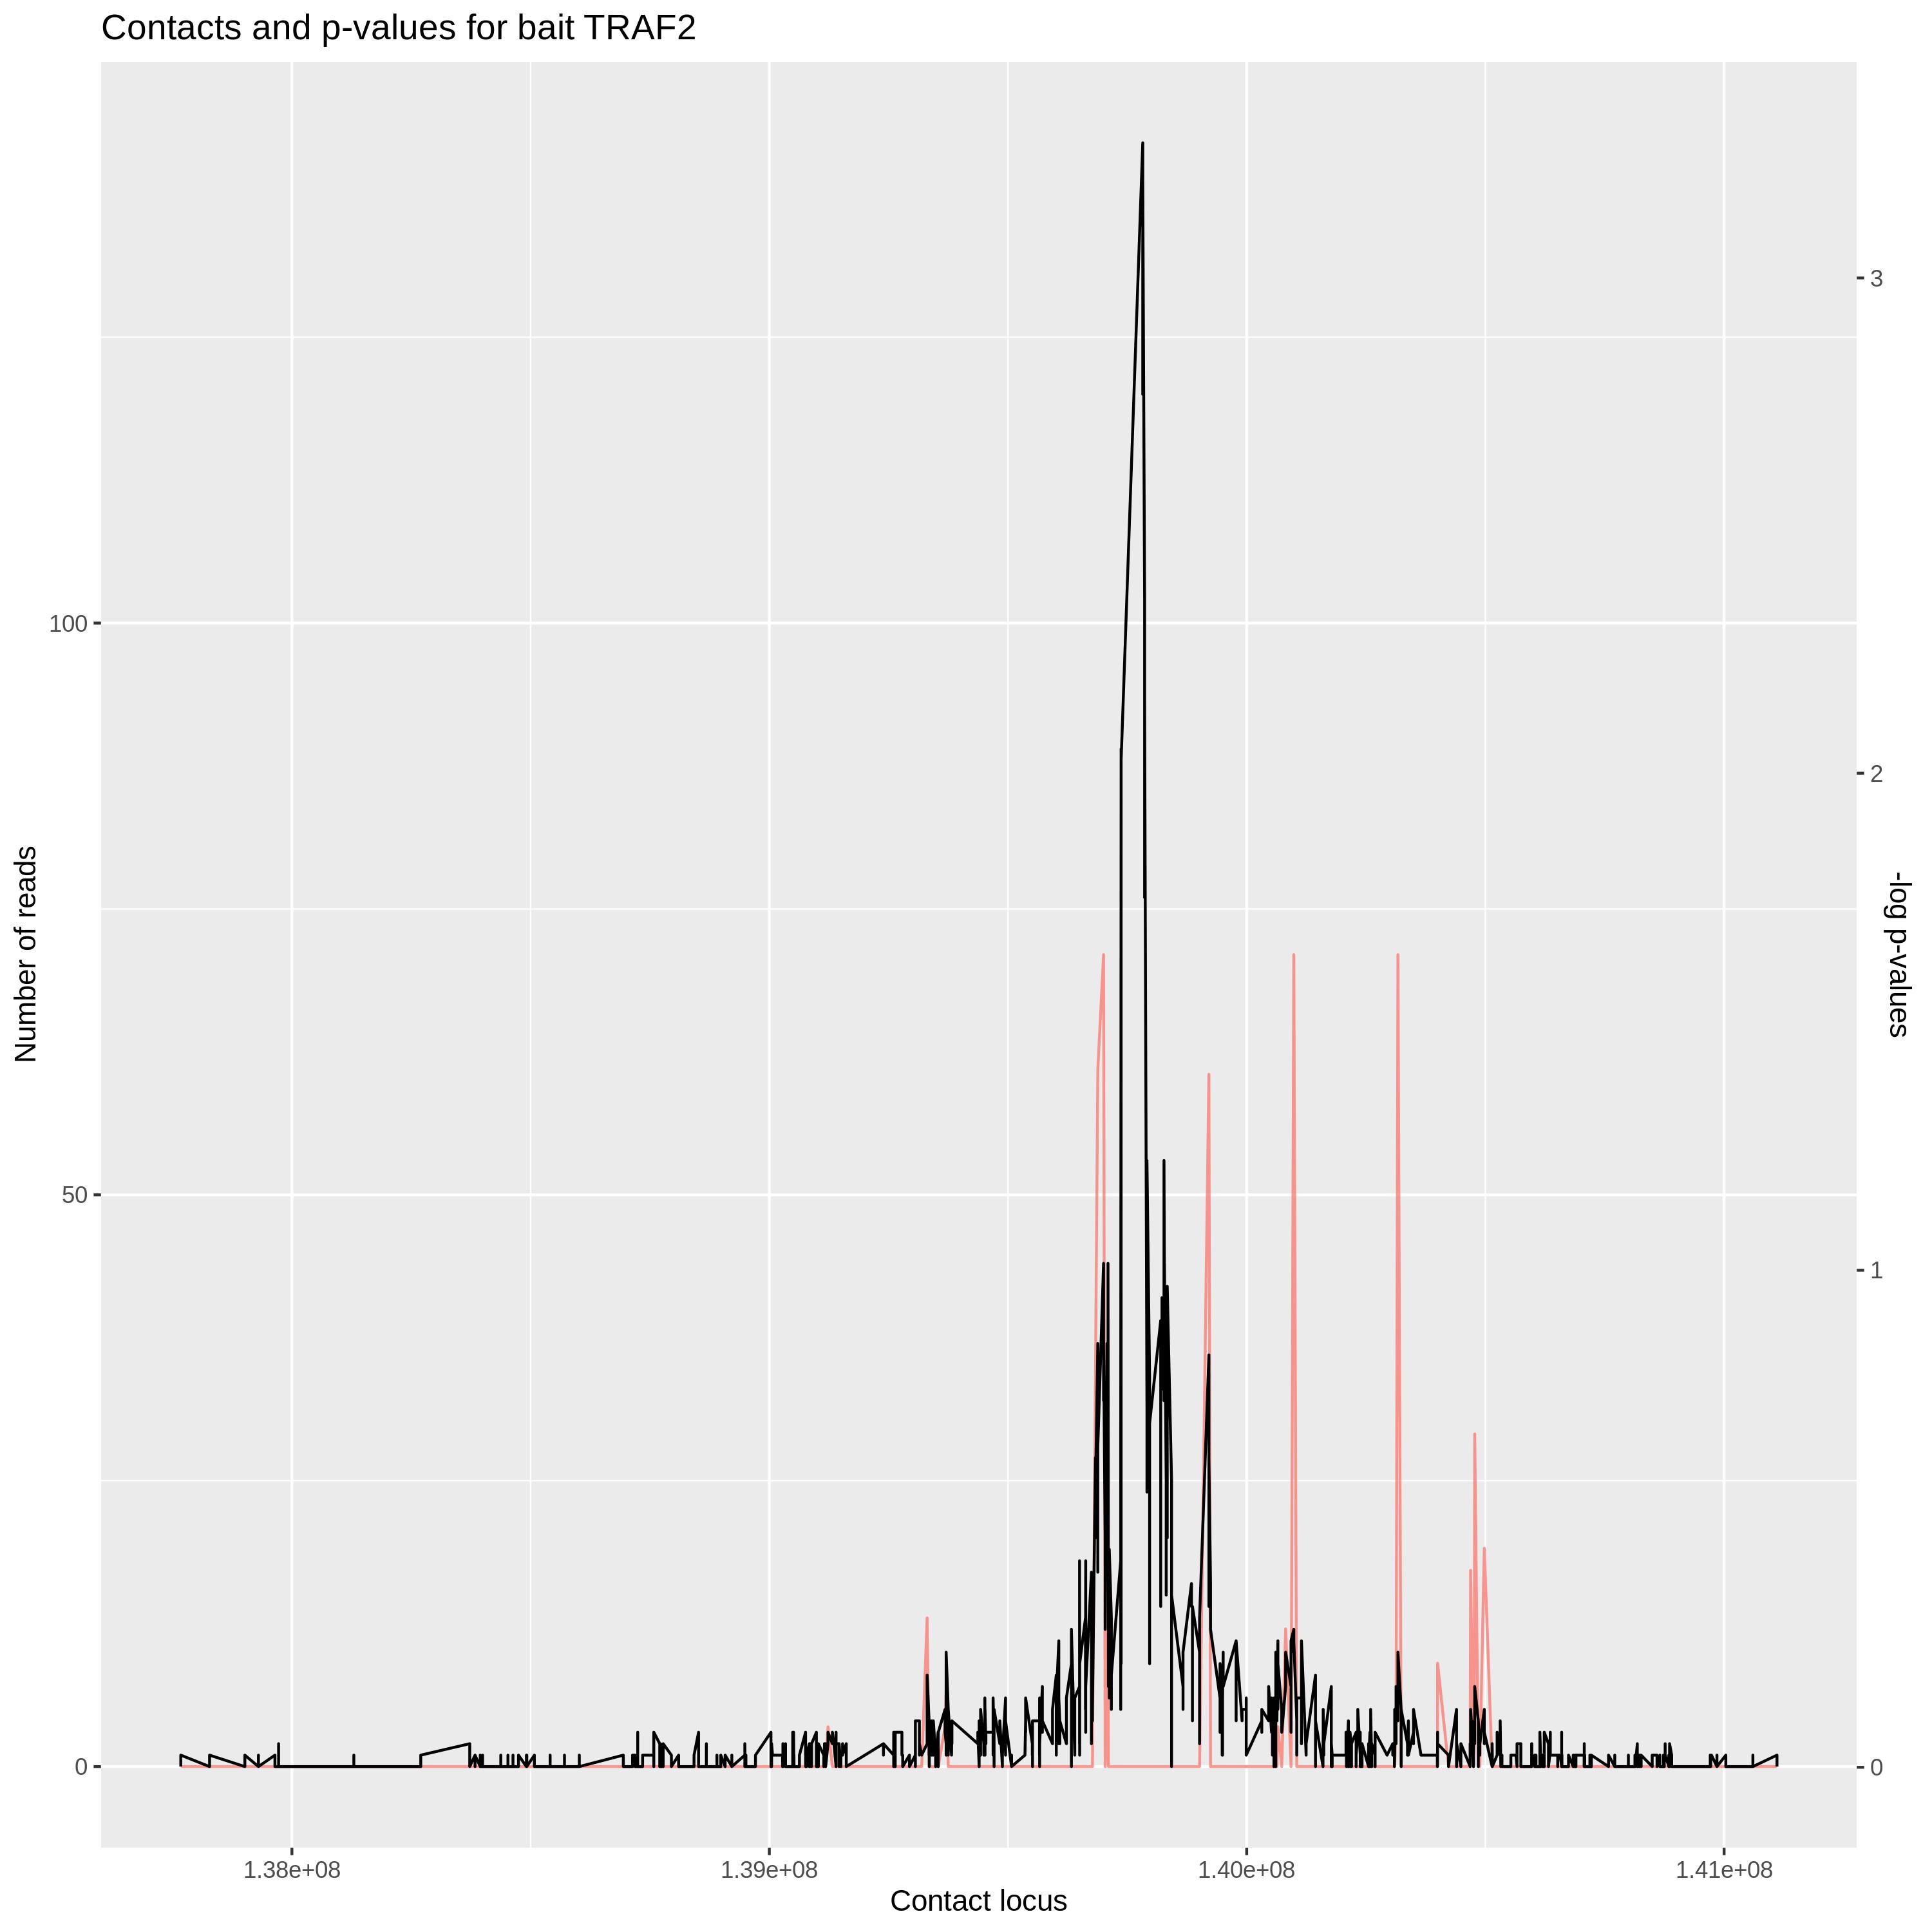 Contacts and p-values for bait TRAF2
Number of reads
100
50
0
3
2
1
0
-log p-values
1.38e+08
1.39e+08
1.40e+08
1.41e+08
Contact locus